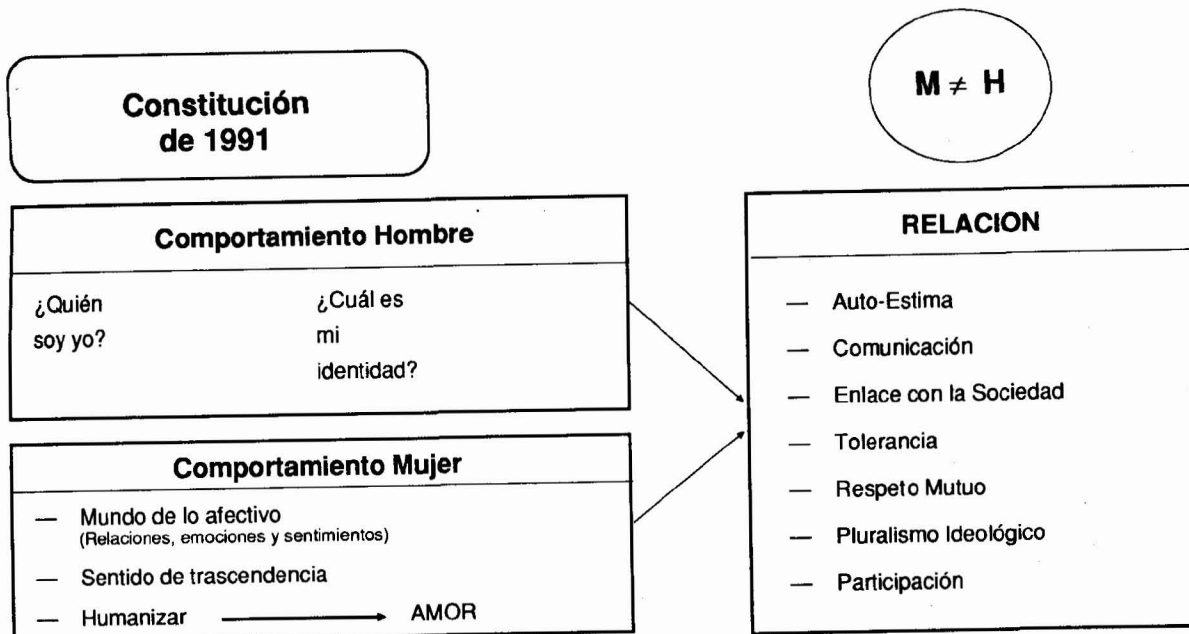 Constitución
de 1991
M ≠ H
Comportamiento Hombre
¿Quién
soy yo?
¿Cuál es
mi
identidad?
Comportamiento Mujer
— Mundo de lo afectivo
(Relaciones, emociones y sentimientos)
— Sentido de trascendencia
— Humanizar → AMOR
RELACION
— Auto-Estima
— Comunicación
— Enlace con la Sociedad
— Tolerancia
— Respeto Mutuo
— Pluralismo Ideológico
— Participación